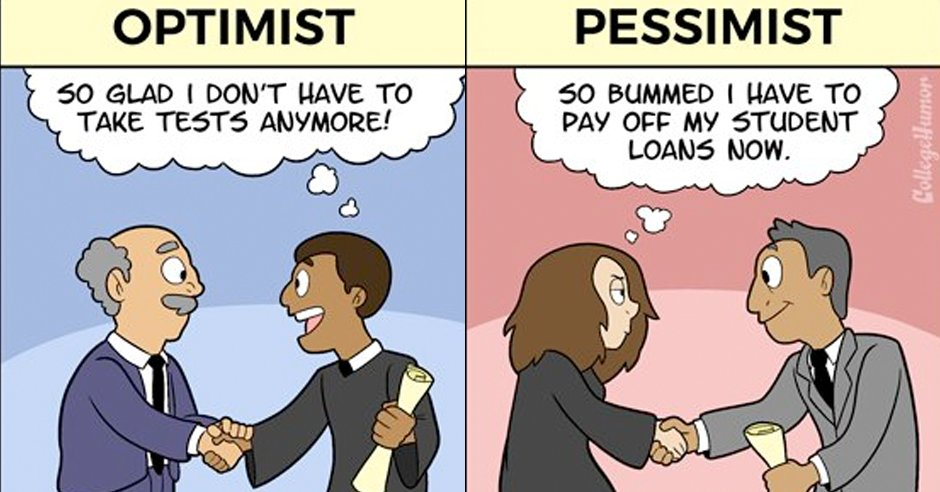 OPTIMIST
SO GLAD I DON'T HAVE TO
TAKE TESTS ANYMORE!
PESSIMIST
SO BUMMED I HAVE TO
PAY OFF MY STUDENT
LOANS NOW.
CollegeHumor